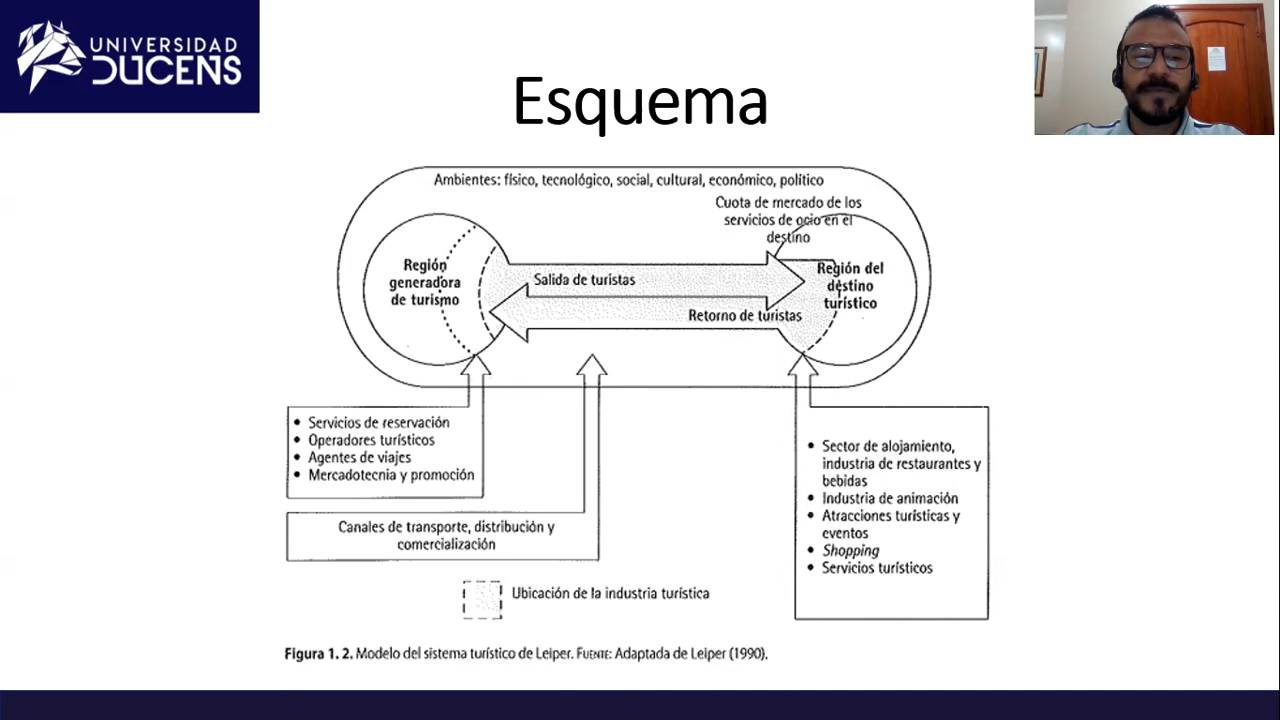 UNIVERSIDAD
DUCENS
Esquema
Ambientes: físico, tecnológico, social, cultural, económico, político
Cuota de mercado de los
servicios de ocio en el
destino
Región
generadora
de turismo
Salida de turistas
Región del
destino
turístico
Retorno de turistas
• Servicios de reservación
• Operadores turísticos
• Agentes de viajes
• Mercadotecnia y promoción
Canales de transporte, distribución y
comercialización
• Sector de alojamiento,
industria de restaurantes y
bebidas
• Industria de animación
• Atracciones turísticas y
eventos
• Shopping
• Servicios turísticos
Ubicación de la industria turística
Figura 1. 2. Modelo del sistema turístico de Leiper. FUENTE: Adaptada de Leiper (1990).